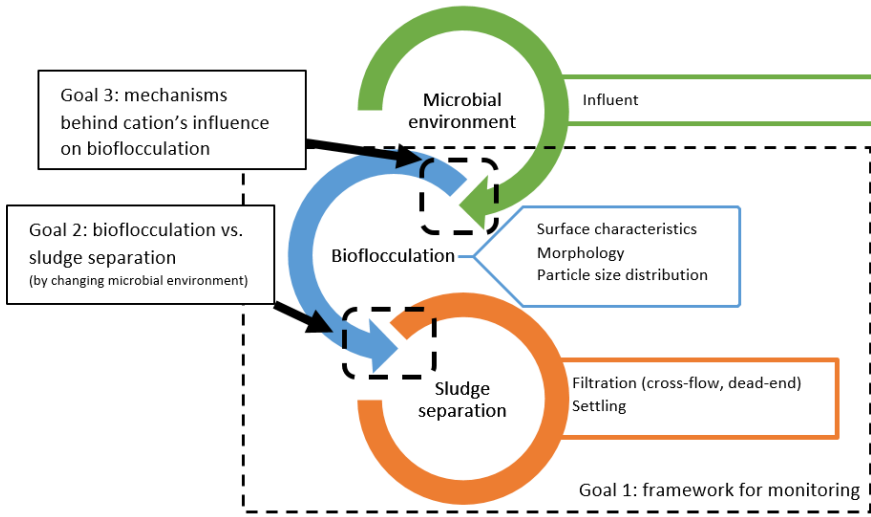 Goal 3: mechanisms
behind cation's influence
on bioflocculation
Microbial
environment
Influent
Goal 2: bioflocculation vs.
sludge separation
(by changing microbial environment)
Bioflocculation
Surface characteristics
Morphology
Particle size distribution
Sludge
separation
Filtration (cross-flow, dead-end)
Settling
Goal 1: framework for monitoring